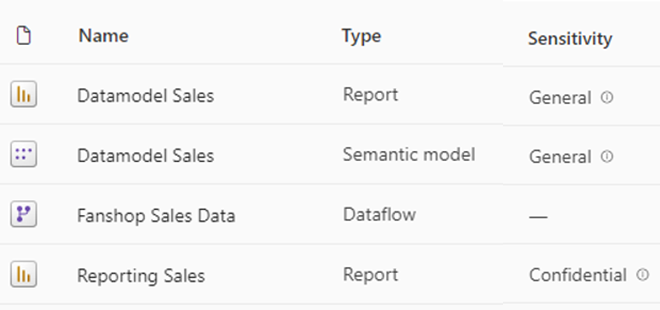 Name Type Sensitivity
Datamodel Sales Report General
Datamodel Sales Semantic model General
Fanshop Sales Data Dataflow —
Reporting Sales Report Confidential